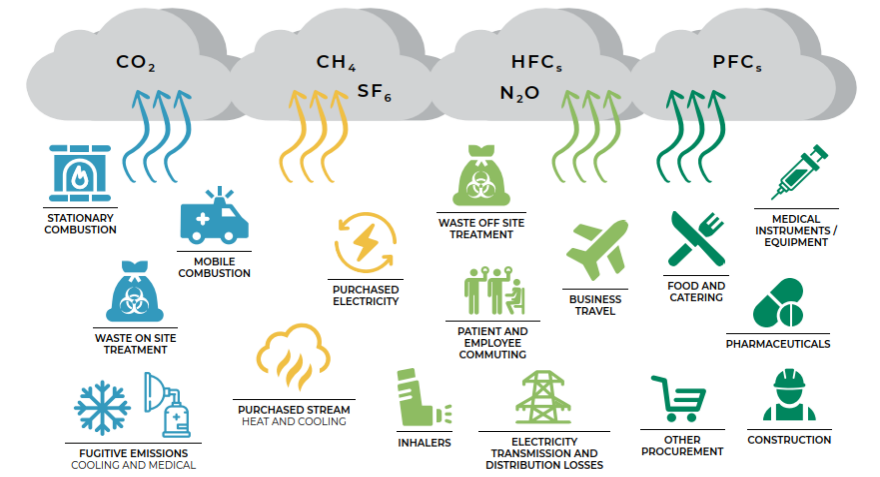 CO₂
CH₄
SF₆
HFCₛ
N₂O
PFCₛ
STATIONARY
COMBUSTION
MOBILE
COMBUSTION
WASTE ON SITE
TREATMENT
FUGITIVE EMISSIONS
COOLING AND MEDICAL
PURCHASED
ELECTRICITY
PURCHASED STREAM
HEAT AND COOLING
WASTE OFF SITE
TREATMENT
BUSINESS
TRAVEL
PATIENT AND
EMPLOYEE
COMMUTING
INHALERS
ELECTRICITY
TRANSMISSION AND
DISTRIBUTION LOSSES
MEDICAL
INSTRUMENTS /
EQUIPMENT
FOOD AND
CATERING
PHARMACEUTICALS
OTHER
PROCUREMENT
CONSTRUCTION